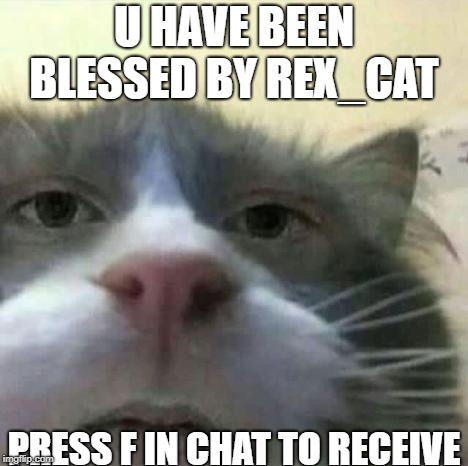 U HAVE BEEN
BLESSED BY REX_CAT
PRESS F IN CHAT TO RECEIVE
imgflip.com